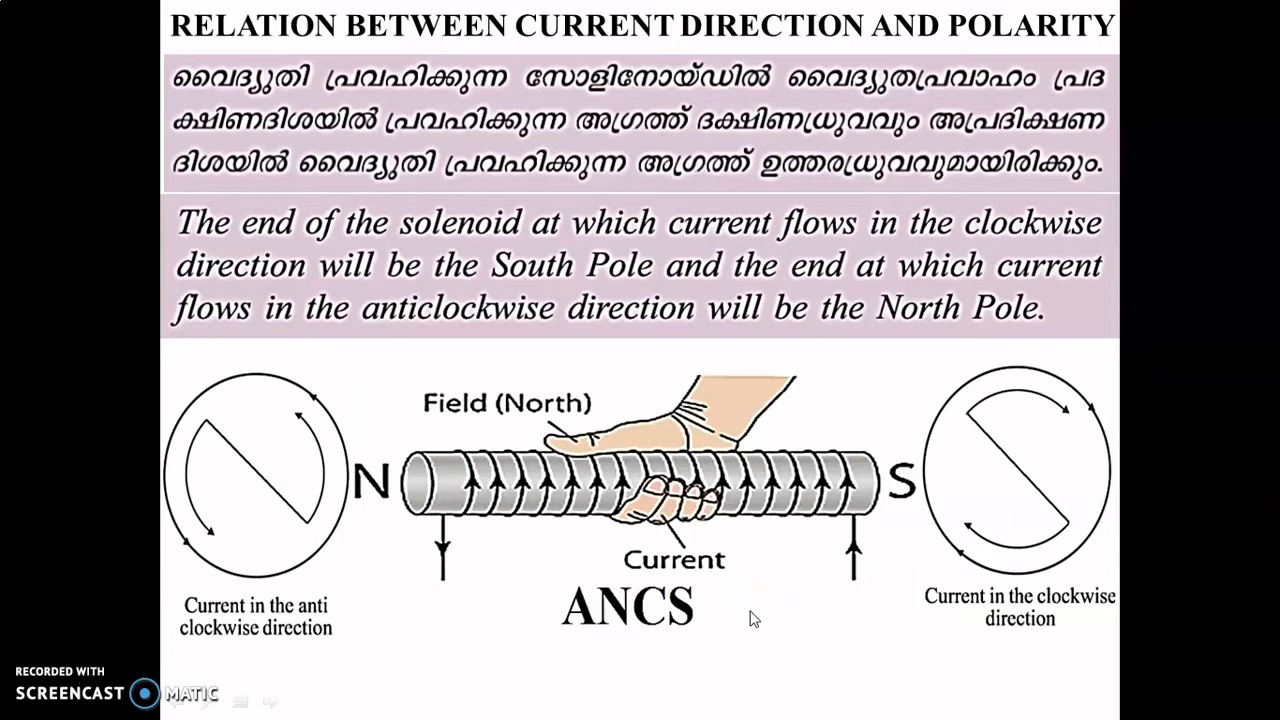 RELATION BETWEEN CURRENT DIRECTION AND POLARITY
വൈദ്യുതി പ്രവഹിക്കുന്ന സോളിനോയ്ഡിൽ വൈദ്യുതപ്രവാഹം പ്രദ
ക്ഷിണദിശയിൽ പ്രവഹിക്കുന്ന അഗ്രത്ത് ദക്ഷിണധ്രുവവും അപ്രദിക്ഷണ
ദിശയിൽ വൈദ്യുതി പ്രവഹിക്കുന്ന അഗ്രത്ത് ഉത്തരധ്രുവവുമായിരിക്കും.
The end of the solenoid at which current flows in the clockwise
direction will be the South Pole and the end at which current
flows in the anticlockwise direction will be the North Pole.
Field (North)
N
S
Current
ANCS
Current in the anti
clockwise direction
Current in the clockwise
direction
RECORDED WITH
SCREENCAST MATIC